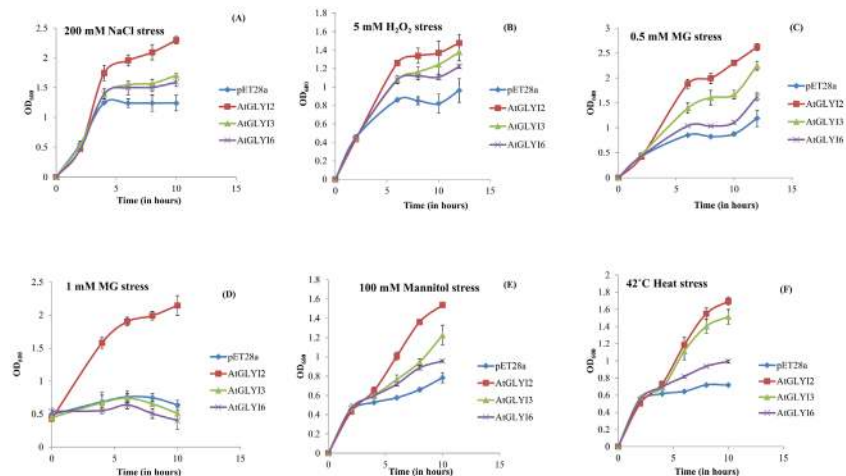 200 mM NaCl stress
(A)
OD₆₀₀
2.5
2
1.5
1
0.5
0
0
5
10
15
Time (in hours)
pET28a
AtGLYI2
AtGLYI3
AtGLYI6
5 mM H₂O₂ stress
(B)
OD₆₀₀
1.6
1.4
1.2
1
0.8
0.6
0.4
0.2
0
0
5
10
15
Time (in hours)
pET28a
AtGLYI2
AtGLYI3
AtGLYI6
0.5 mM MG stress
(C)
OD₆₀₀
3
2.5
2
1.5
1
0.5
0
0
5
10
15
Time (in hours)
pET28a
AtGLYI2
AtGLYI3
AtGLYI6
1 mM MG stress
(D)
OD₆₀₀
2.5
2
1.5
1
0.5
0
0
5
10
15
Time (in hours)
pET28a
AtGLYI2
AtGLYI3
AtGLYI6
100 mM Mannitol stress
(E)
OD₆₀₀
1.8
1.6
1.4
1.2
1
0.8
0.6
0.4
0.2
0
0
5
10
15
Time (in hours)
pET28a
AtGLYI2
AtGLYI3
AtGLYI6
42˚C Heat stress
(F)
OD₆₀₀
2
1.8
1.6
1.4
1.2
1
0.8
0.6
0.4
0.2
0
0
5
10
15
Time (in hours)
pET28a
AtGLYI2
AtGLYI3
AtGLYI6